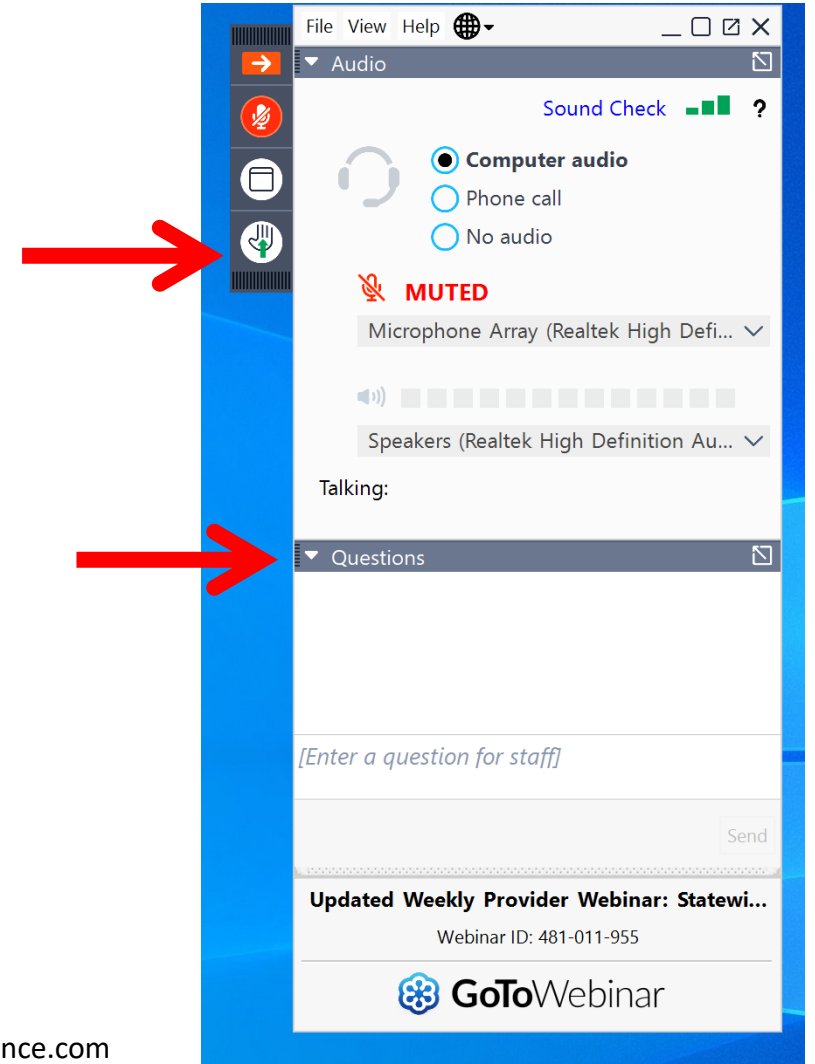 File View Help
Audio
Sound Check ?
Computer audio
Phone call
No audio
MUTED
Microphone Array (Realtek High Defi...
Speakers (Realtek High Definition Au...
Talking:
Questions
[Enter a question for staff]
Send
Updated Weekly Provider Webinar: Statewi...
Webinar ID: 481-011-955
GoToWebinar
nce.com